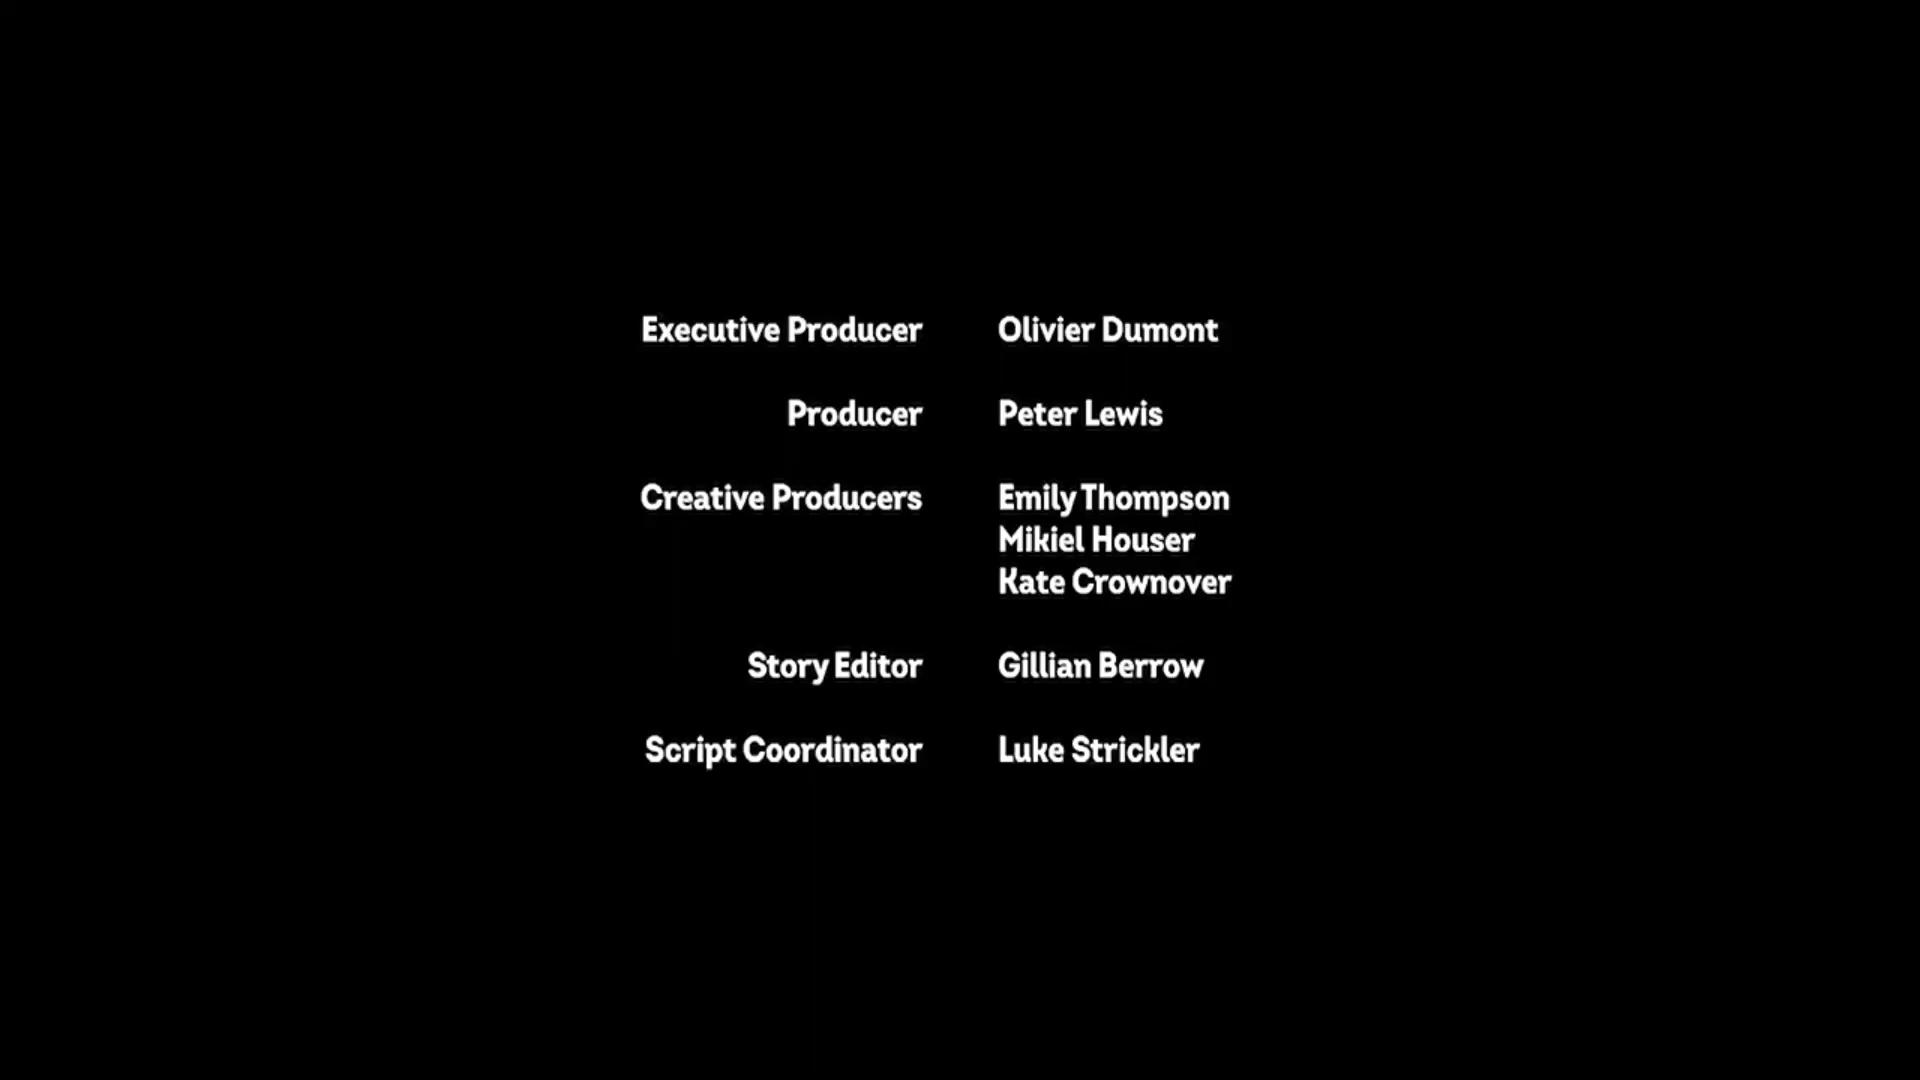 Executive Producer Olivier Dumont
Producer Peter Lewis
Creative Producers Emily Thompson
Mikiel Houser
Kate Crownover
Story Editor Gillian Berrow
Script Coordinator Luke Strickler